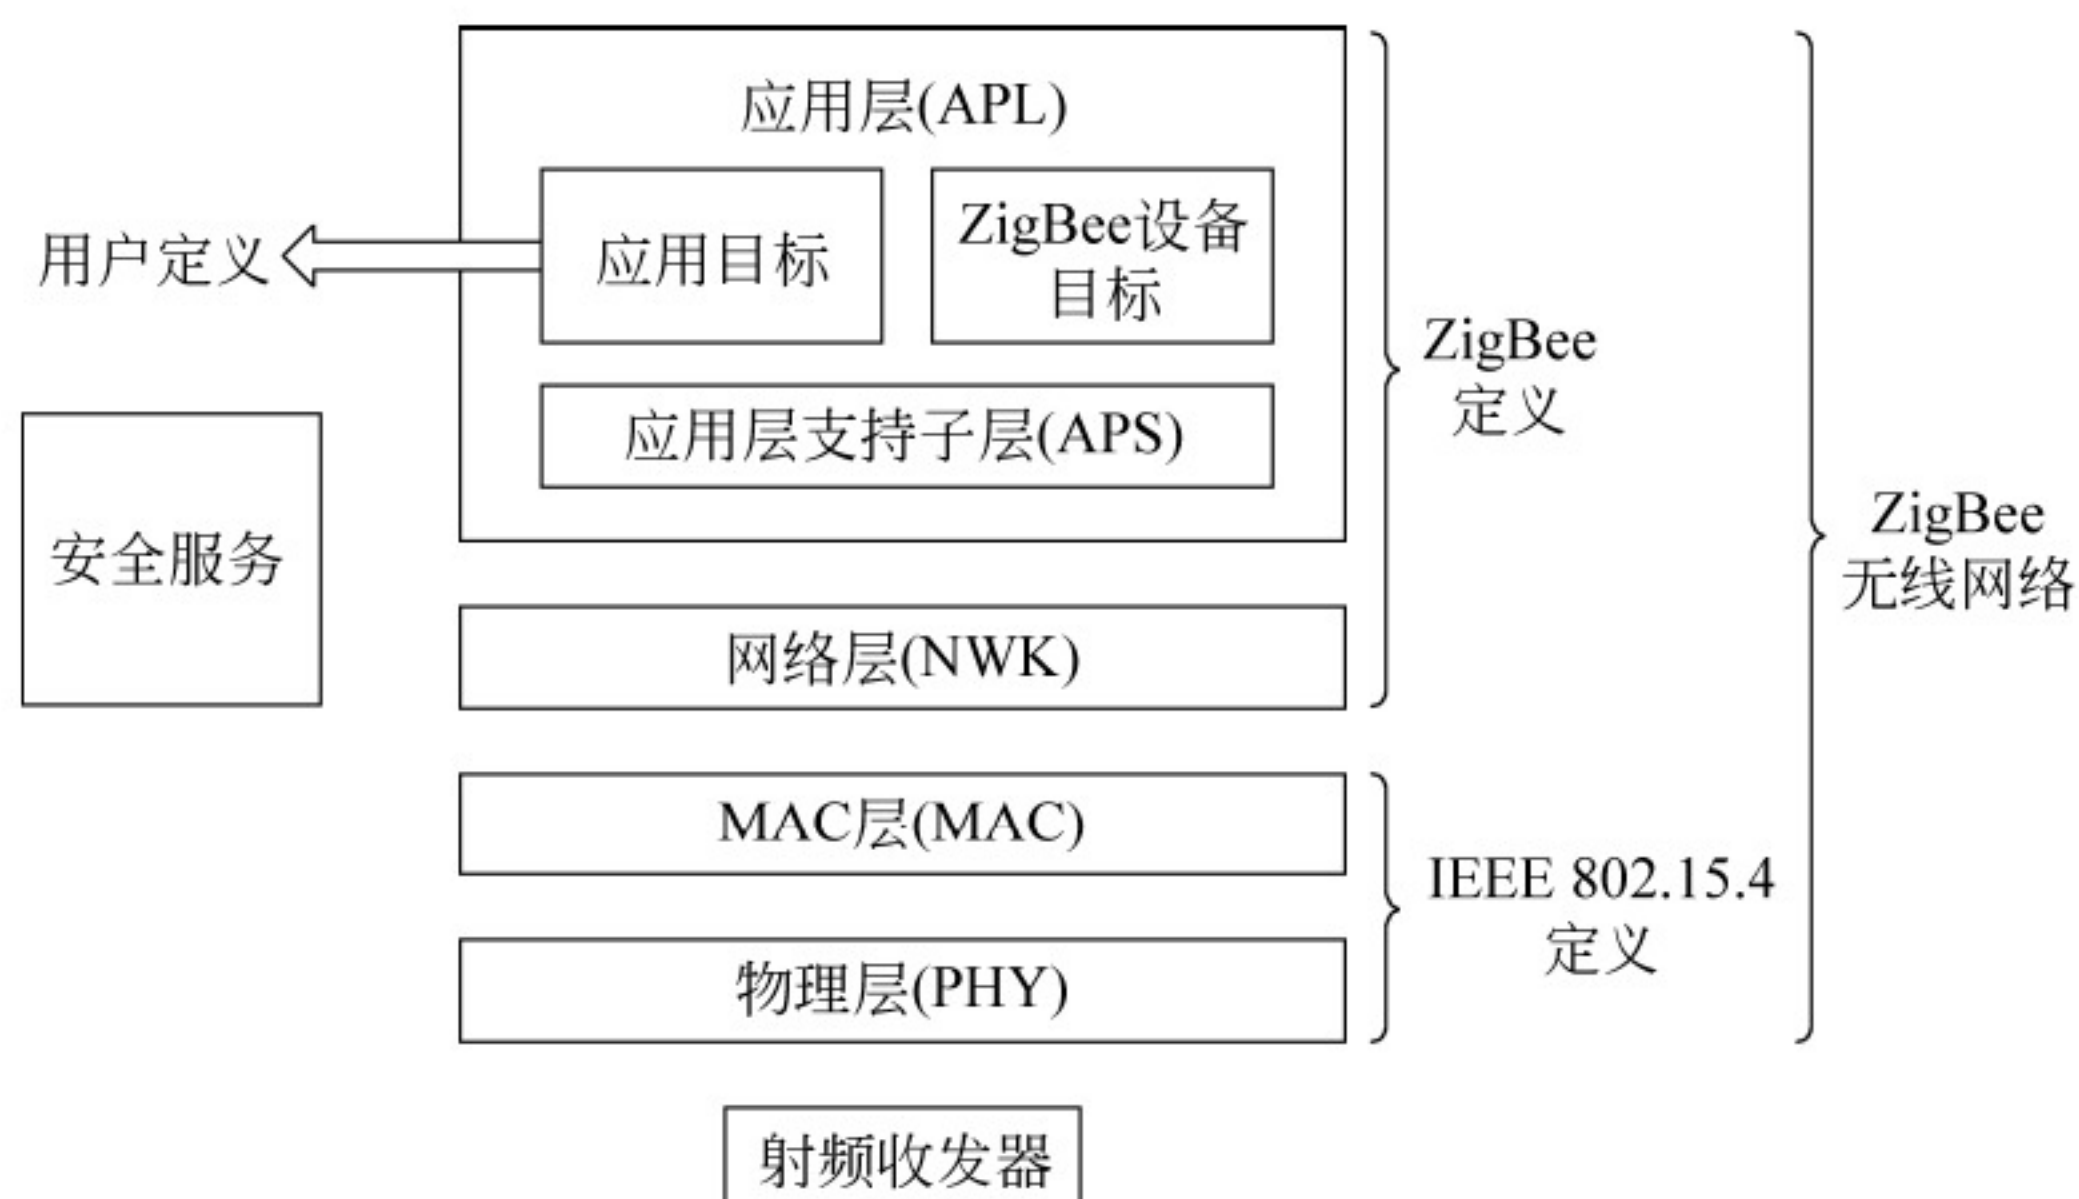 应用层(APL)
用户定义
应用目标
ZigBee设备
目标
应用层支持子层(APS)
ZigBee
定义
安全服务
网络层(NWK)
ZigBee
无线网络
MAC层(MAC)
物理层(PHY)
IEEE 802.15.4
定义
射频收发器